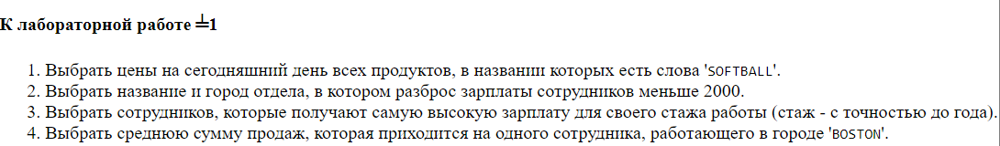 К лабораторной работе ╧1
1. Выбрать цены на сегодняшний день всех продуктов, в названии которых есть слова 'SOFTBALL'.
2. Выбрать название и город отдела, в котором разброс зарплаты сотрудников меньше 2000.
3. Выбрать сотрудников, которые получают самую высокую зарплату для своего стажа работы (стаж - с точностью до года).
4. Выбрать среднюю сумму продаж, которая приходится на одного сотрудника, работающего в городе 'BOSTON'.